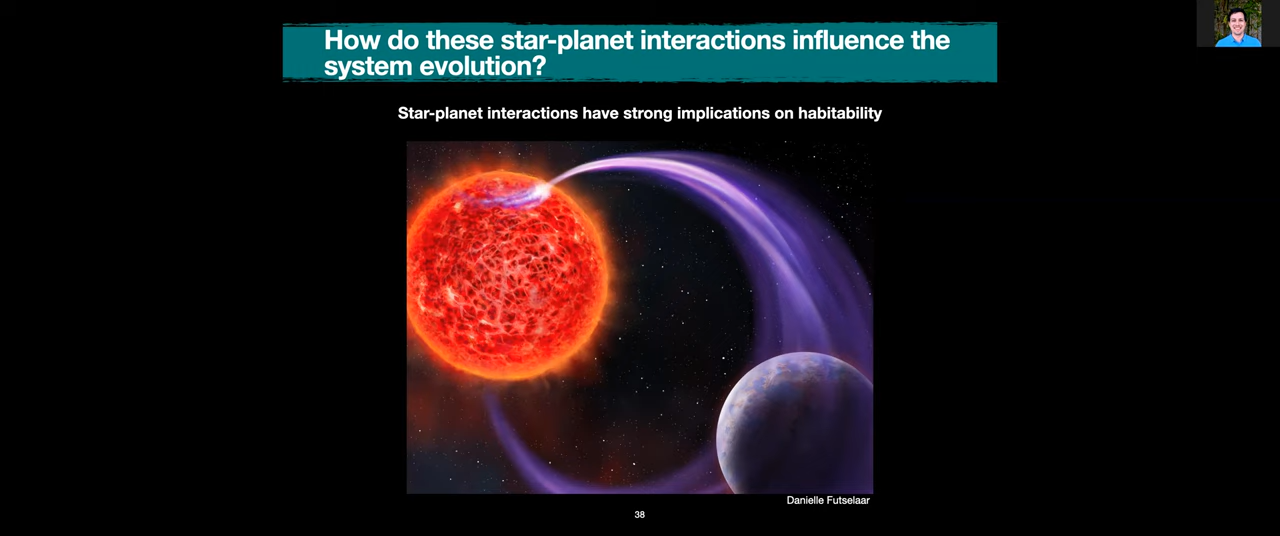 How do these star-planet interactions influence the
system evolution?
Star-planet interactions have strong implications on habitability
Danielle Futselaar
38